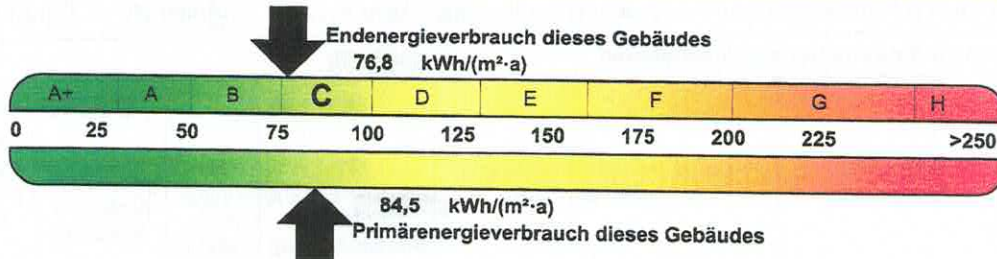 Endenergieverbrauch dieses Gebäudes
76,8 kWh/(m²·a)
A+ A B C D E F G H
0 25 50 75 100 125 150 175 200 225 >250
84,5 kWh/(m²·a)
Primärenergieverbrauch dieses Gebäudes